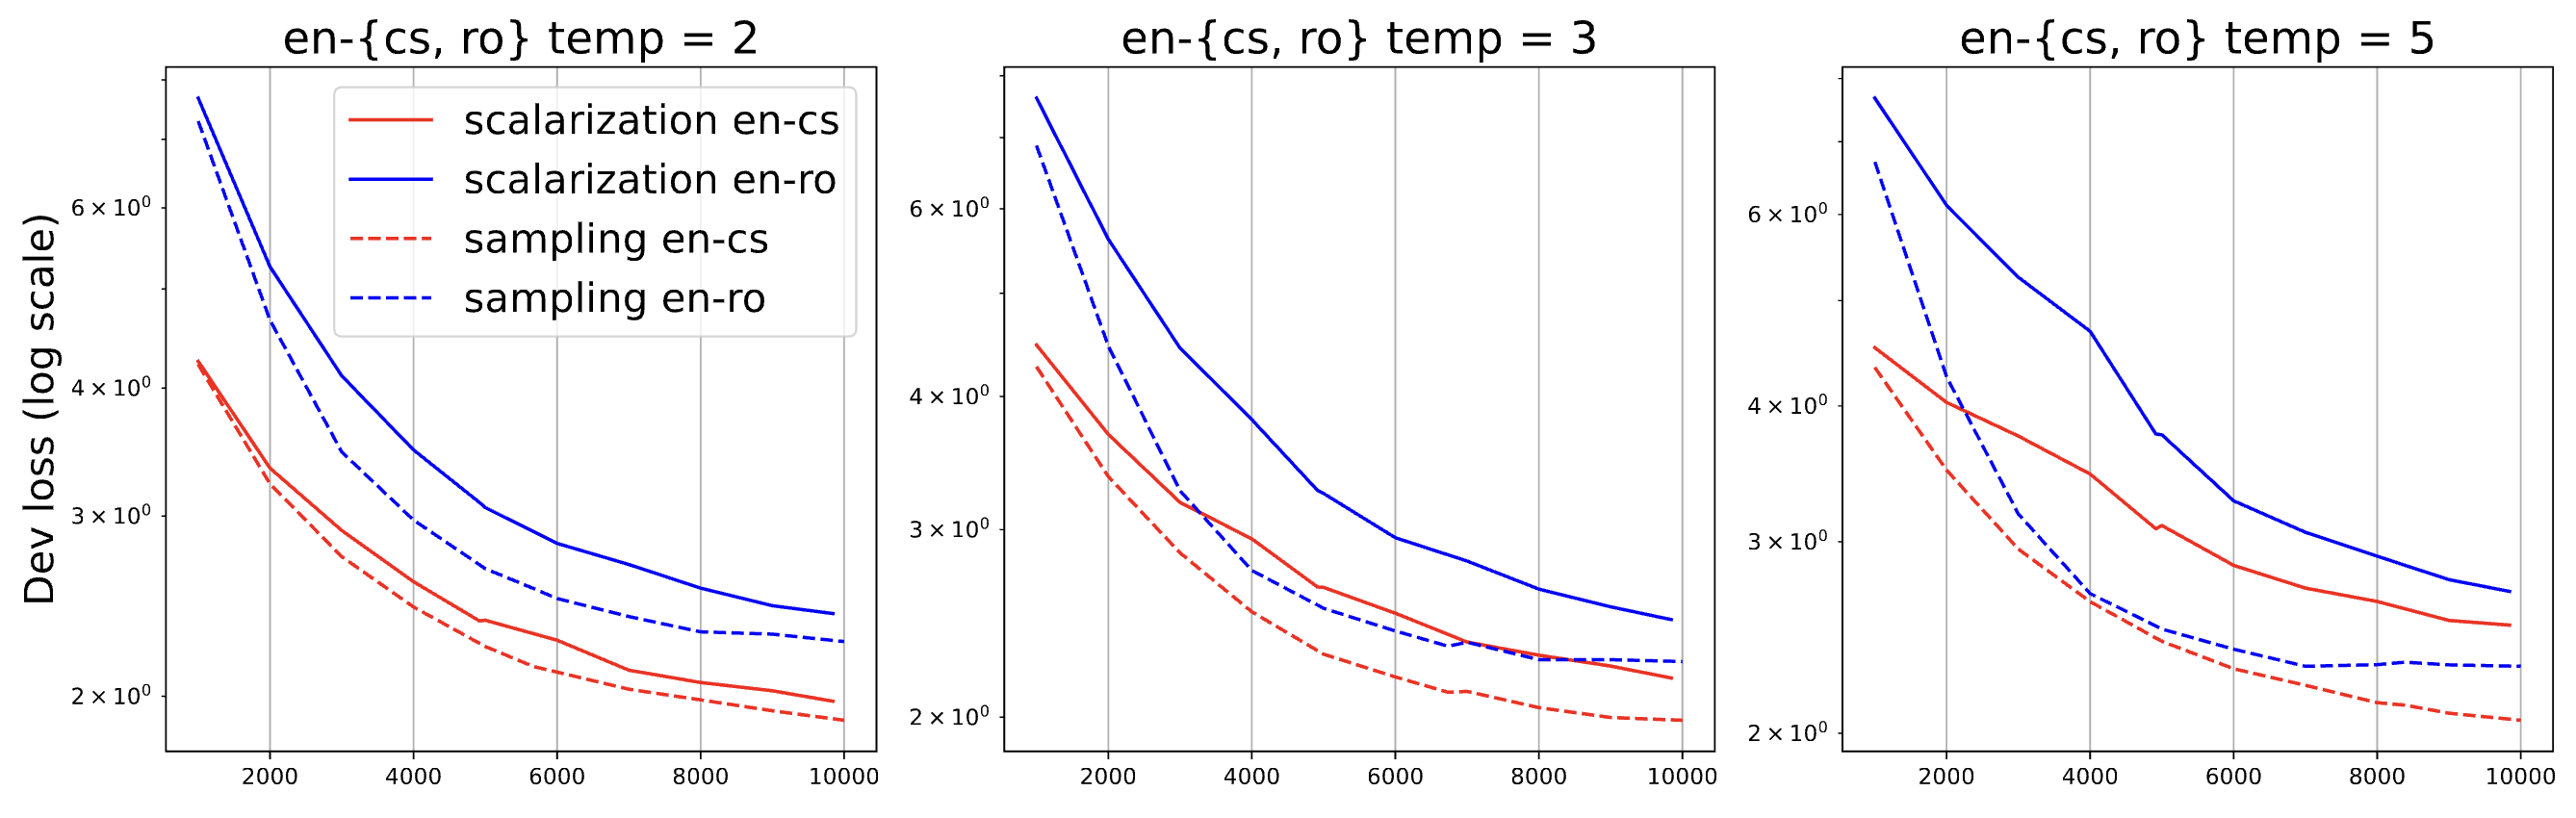 en-{cs, ro} temp = 2
en-{cs, ro} temp = 3
en-{cs, ro} temp = 5
Dev loss (log scale)
6 × 10⁰
4 × 10⁰
3 × 10⁰
2 × 10⁰
scalarization en-cs
scalarization en-ro
sampling en-cs
sampling en-ro
2000 4000 6000 8000 10000
6 × 10⁰
4 × 10⁰
3 × 10⁰
2 × 10⁰
2000 4000 6000 8000 10000
6 × 10⁰
4 × 10⁰
3 × 10⁰
2 × 10⁰
2000 4000 6000 8000 10000